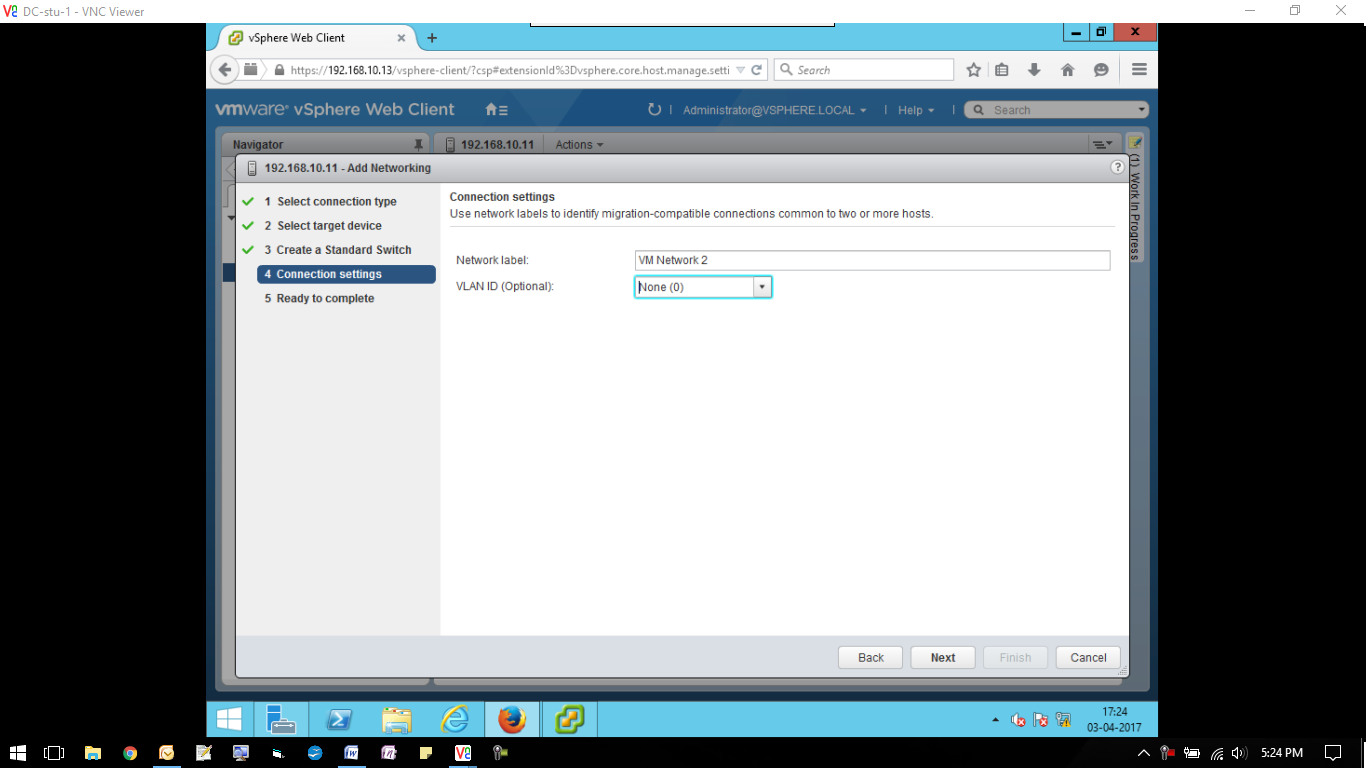 DC-stu-1 - VNC Viewer
vSphere Web Client
https://192.168.10.13/vsphere-client/?csp#extensionId%3Dvsphere.core.host.manage.setti
Search
vmware® vSphere Web Client
Administrator@VSPHERE.LOCAL
Help
Search
Navigator
192.168.10.11
Actions
(1) Work In Progress
192.168.10.11 - Add Networking
1 Select connection type
2 Select target device
3 Create a Standard Switch
4 Connection settings
5 Ready to complete
Connection settings
Use network labels to identify migration-compatible connections common to two or more hosts.
Network label:
VM Network 2
VLAN ID (Optional):
None (0)
Back
Next
Finish
Cancel
17:24
03-04-2017
5:24 PM